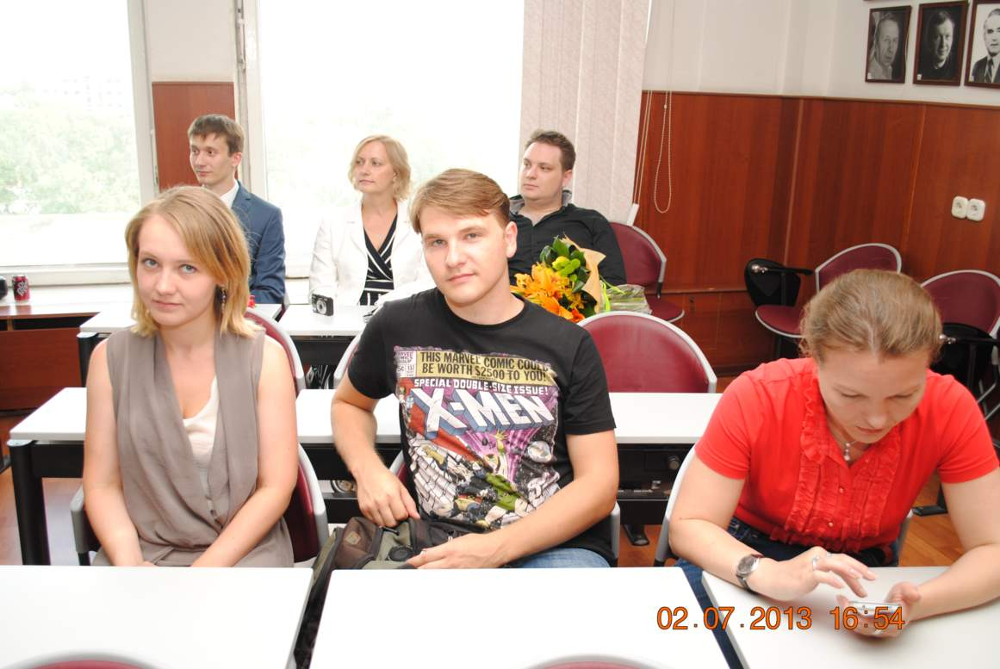 THIS MARVEL COMIC COULD
BE WORTH $2500 TO YOU!
SPECIAL DOUBLE-SIZE ISSUE!
X-MEN
02.07.2013 16:54